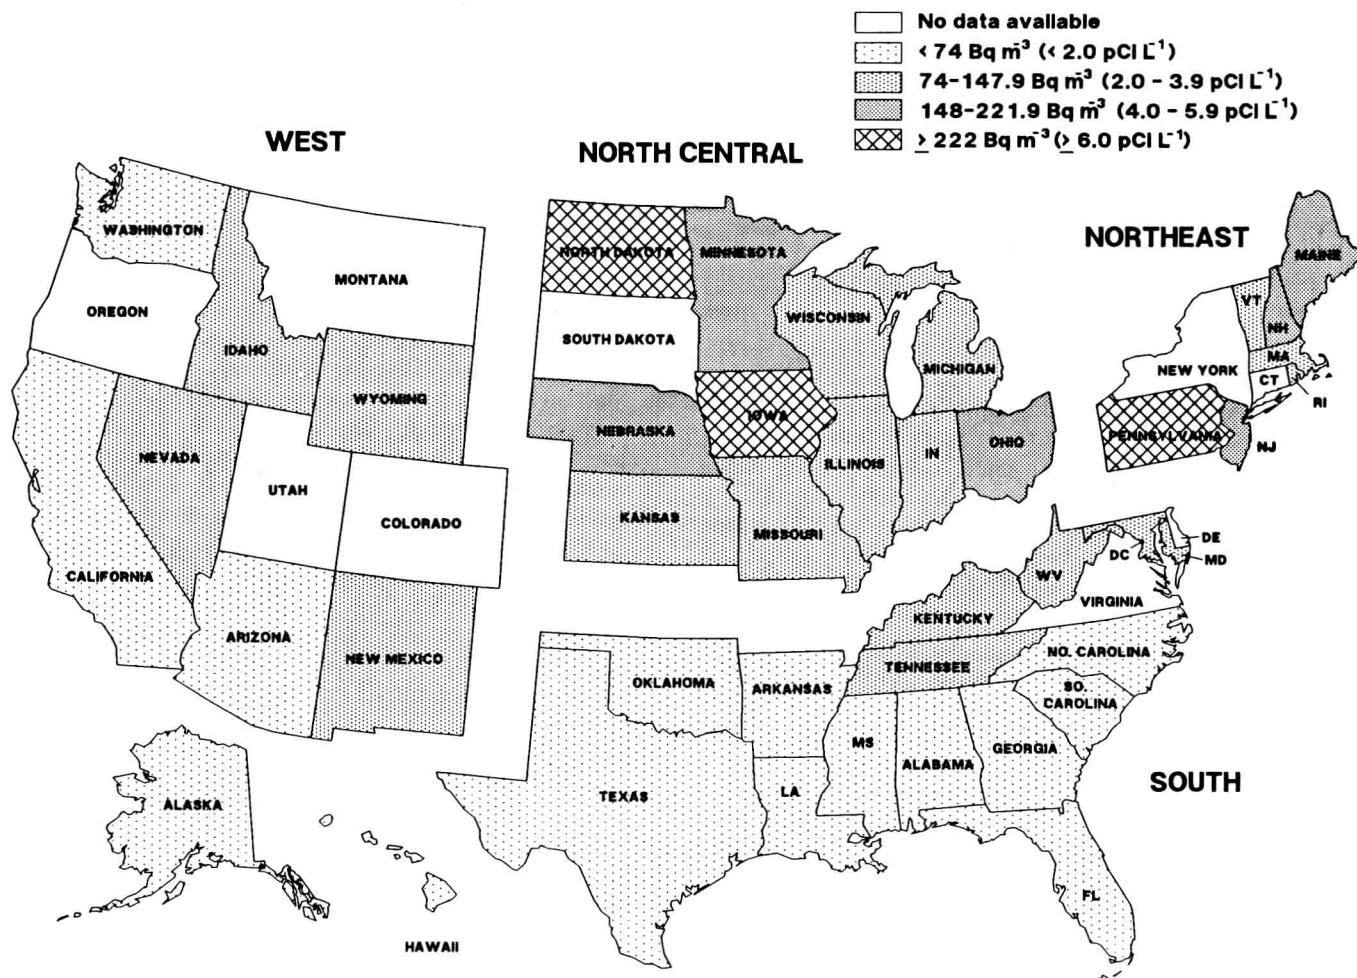 No data available
< 74 Bq m⁻³ (< 2.0 pCi L⁻¹)
74-147.9 Bq m⁻³ (2.0 - 3.9 pCi L⁻¹)
148-221.9 Bq m⁻³ (4.0 - 5.9 pCi L⁻¹)
≥ 222 Bq m⁻³ (≥ 6.0 pCi L⁻¹)
WEST
NORTH CENTRAL
NORTHEAST
SOUTH
WASHINGTON
OREGON
MONTANA
IDAHO
WYOMING
NEVADA
UTAH
COLORADO
CALIFORNIA
ARIZONA
NEW MEXICO
ALASKA
HAWAII
NORTH DAKOTA
MINNESOTA
SOUTH DAKOTA
WISCONSIN
MICHIGAN
NEBRASKA
IOWA
ILLINOIS
IN
OHIO
KANSAS
MISSOURI
MAINE
VT
NH
NEW YORK
MA
CT
RI
PENNSYLVANIA
NJ
DE
DC
MD
WV
VIRGINIA
KENTUCKY
TENNESSEE
NO. CAROLINA
SO.
CAROLINA
OKLAHOMA
ARKANSAS
MS
ALABAMA
GEORGIA
TEXAS
LA
FL